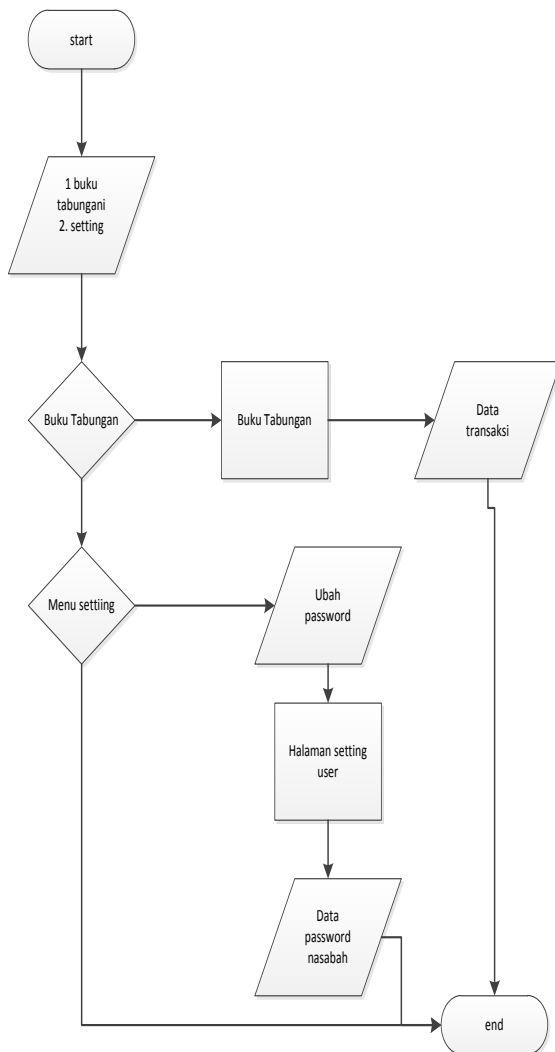 start
1 buku
tabungani
2. setting
Buku Tabungan
Buku Tabungan
Data
transaksi
Menu settiing
Ubah
password
Halaman setting
user
Data
password
nasabah
end